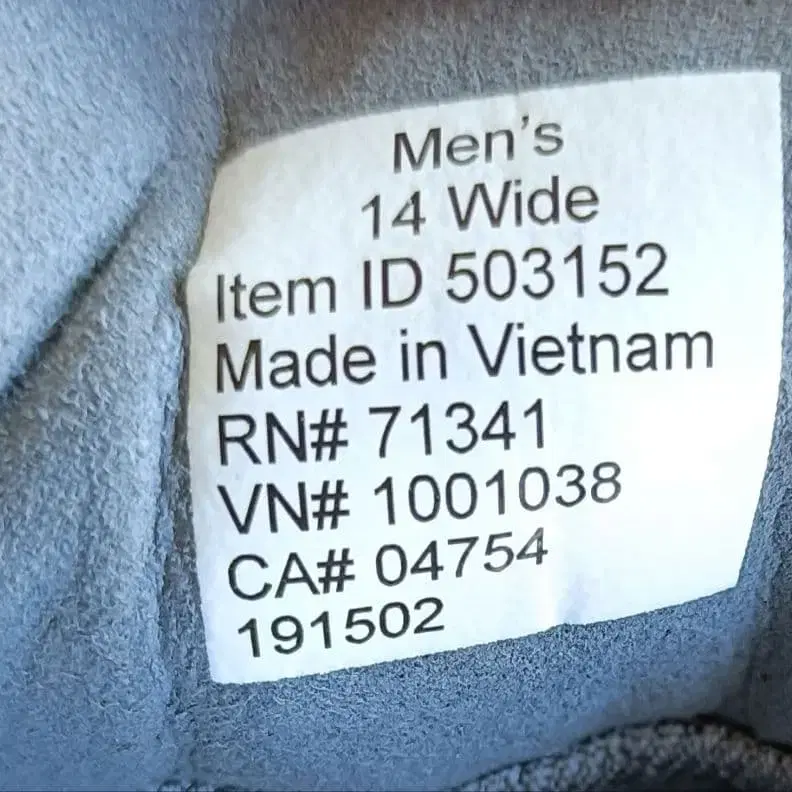 Men's
14 Wide
Item ID 503152
Made in Vietnam
RN# 71341
VN# 1001038
CA# 04754
191502